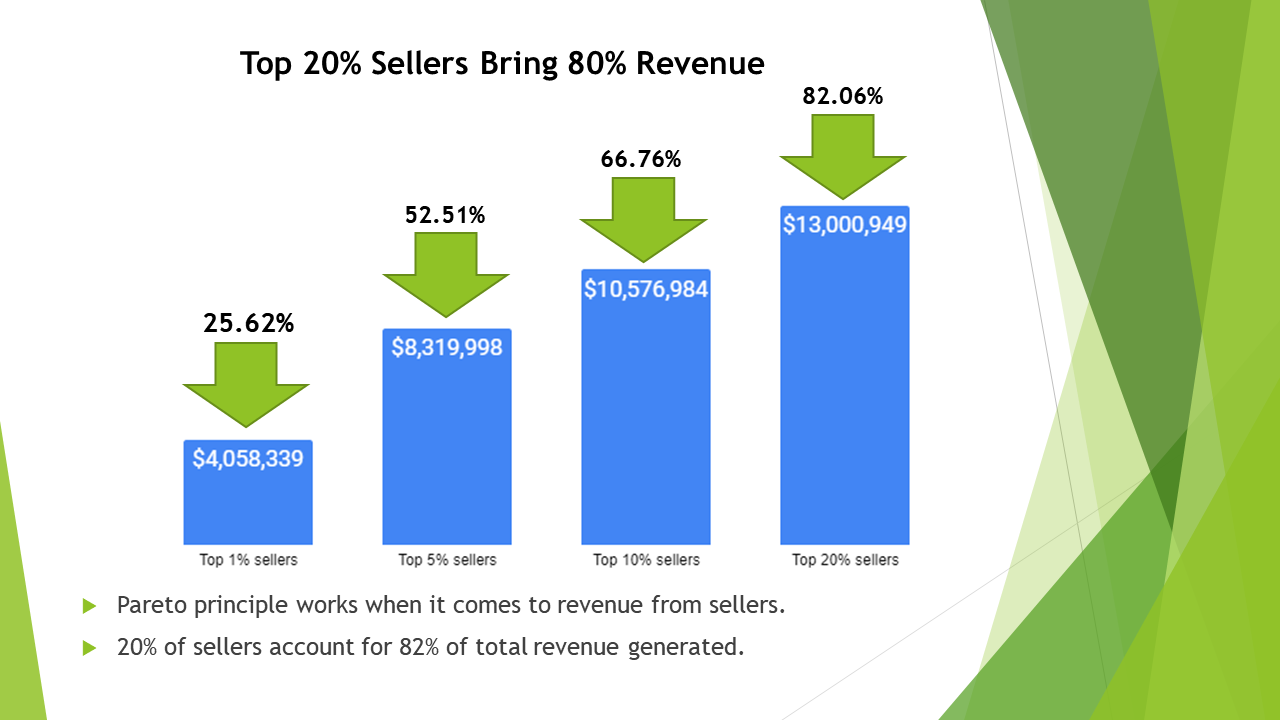 Top 20% Sellers Bring 80% Revenue
82.06%
66.76%
52.51%
25.62%
$13,000,949
$10,576,984
$8,319,998
$4,058,339
Top 1% sellers
Top 5% sellers
Top 10% sellers
Top 20% sellers
Pareto principle works when it comes to revenue from sellers.
20% of sellers account for 82% of total revenue generated.